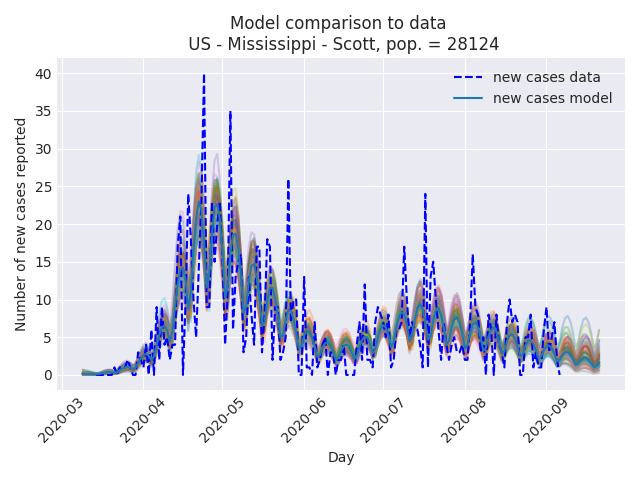 Model comparison to data
US - Mississippi - Scott, pop. = 28124
new cases data
new cases model
Number of new cases reported
40
35
30
25
20
15
10
5
0
2020-03
2020-04
2020-05
2020-06
2020-07
2020-08
2020-09
Day